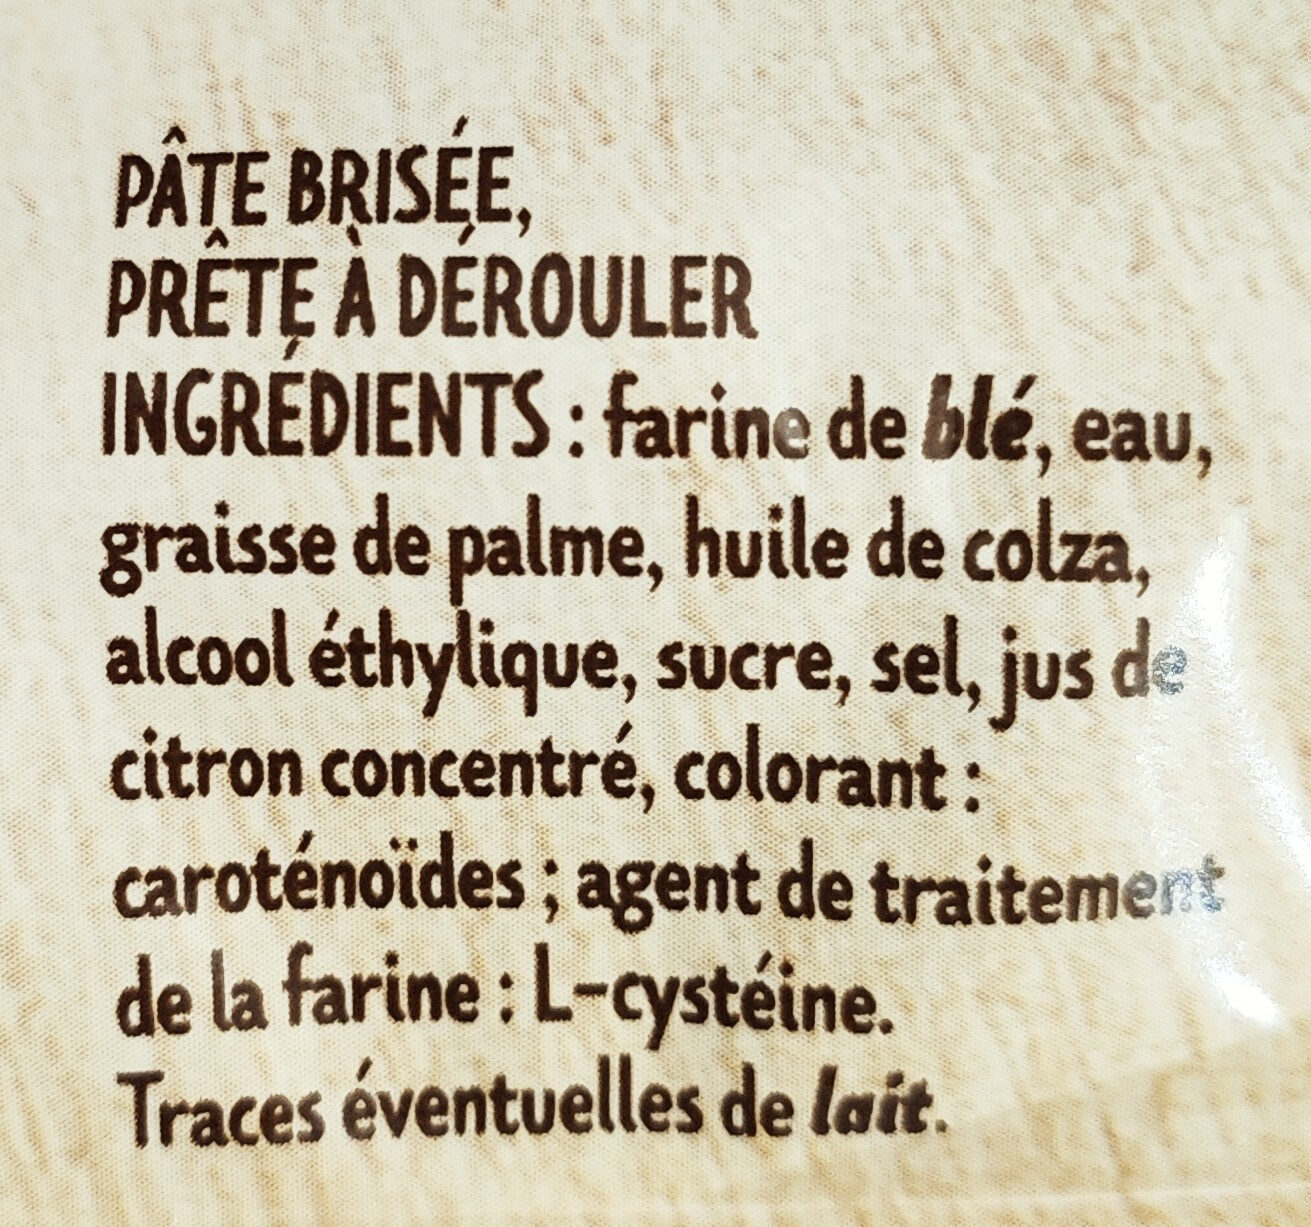 PÂTE BRISÉE,
PRÊTE À DÉROULER
INGRÉDIENTS : farine de blé, eau,
graisse de palme, huile de colza,
alcool éthylique, sucre, sel, jus de
citron concentré, colorant :
caroténoïdes ; agent de traitement
de la farine : L-cystéine.
Traces éventuelles de lait.